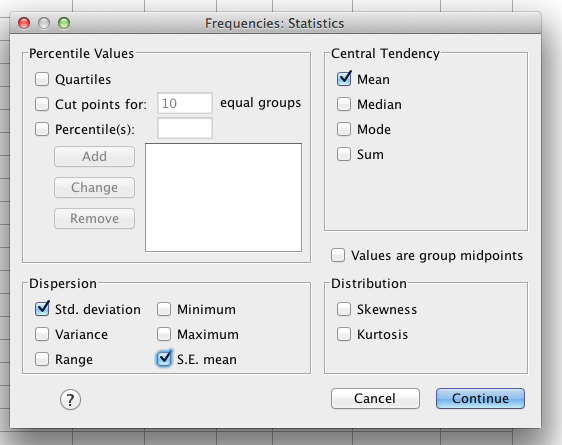 Frequencies: Statistics
Percentile Values
Quartiles
Cut points for: 10 equal groups
Percentile(s):
Add
Change
Remove
Central Tendency
Mean
Median
Mode
Sum
Values are group midpoints
Dispersion
Std. deviation Minimum
Variance Maximum
Range S.E. mean
Distribution
Skewness
Kurtosis
? Cancel Continue